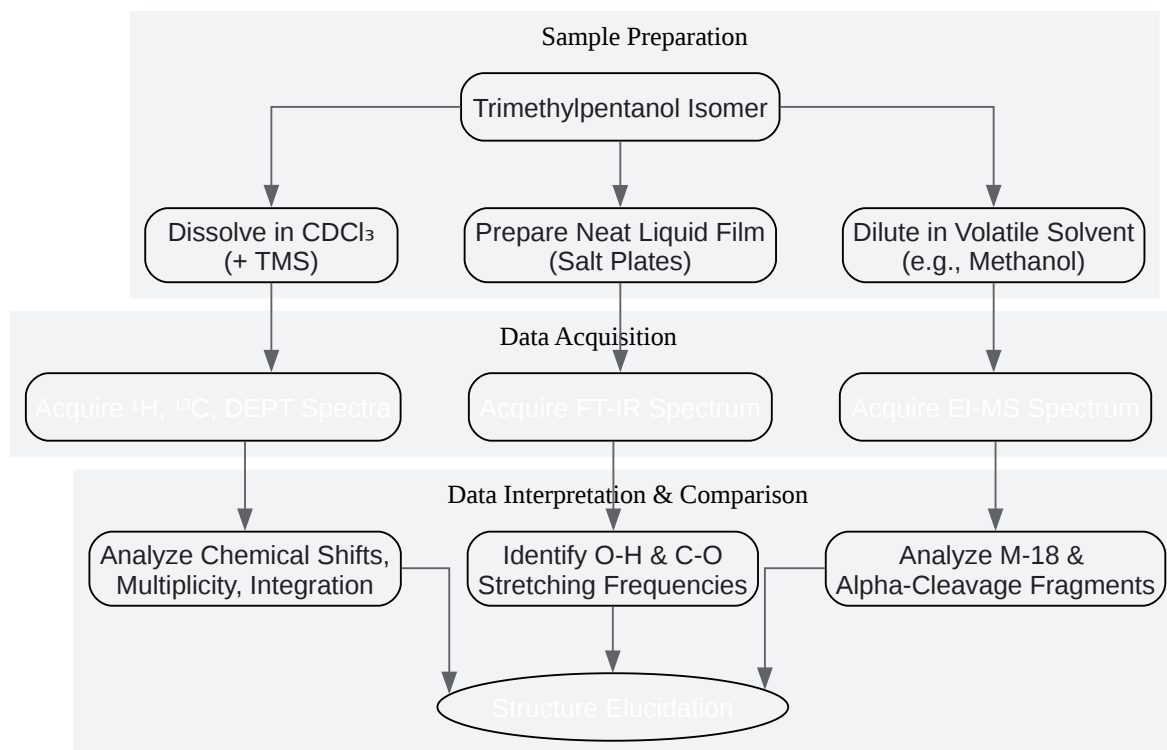 Sample Preparation
Trimethylpentanol Isomer
Dissolve in CDCl₃
(+ TMS)
Prepare Neat Liquid Film
(Salt Plates)
Dilute in Volatile Solvent
(e.g., Methanol)
Data Acquisition
Acquire ¹H, ¹³C, DEPT Spectra
Acquire FT-IR Spectrum
Acquire EI-MS Spectrum
Data Interpretation & Comparison
Analyze Chemical Shifts,
Multiplicity, Integration
Identify O-H & C-O
Stretching Frequencies
Analyze M-18 &
Alpha-Cleavage Fragments
Structure Elucidation